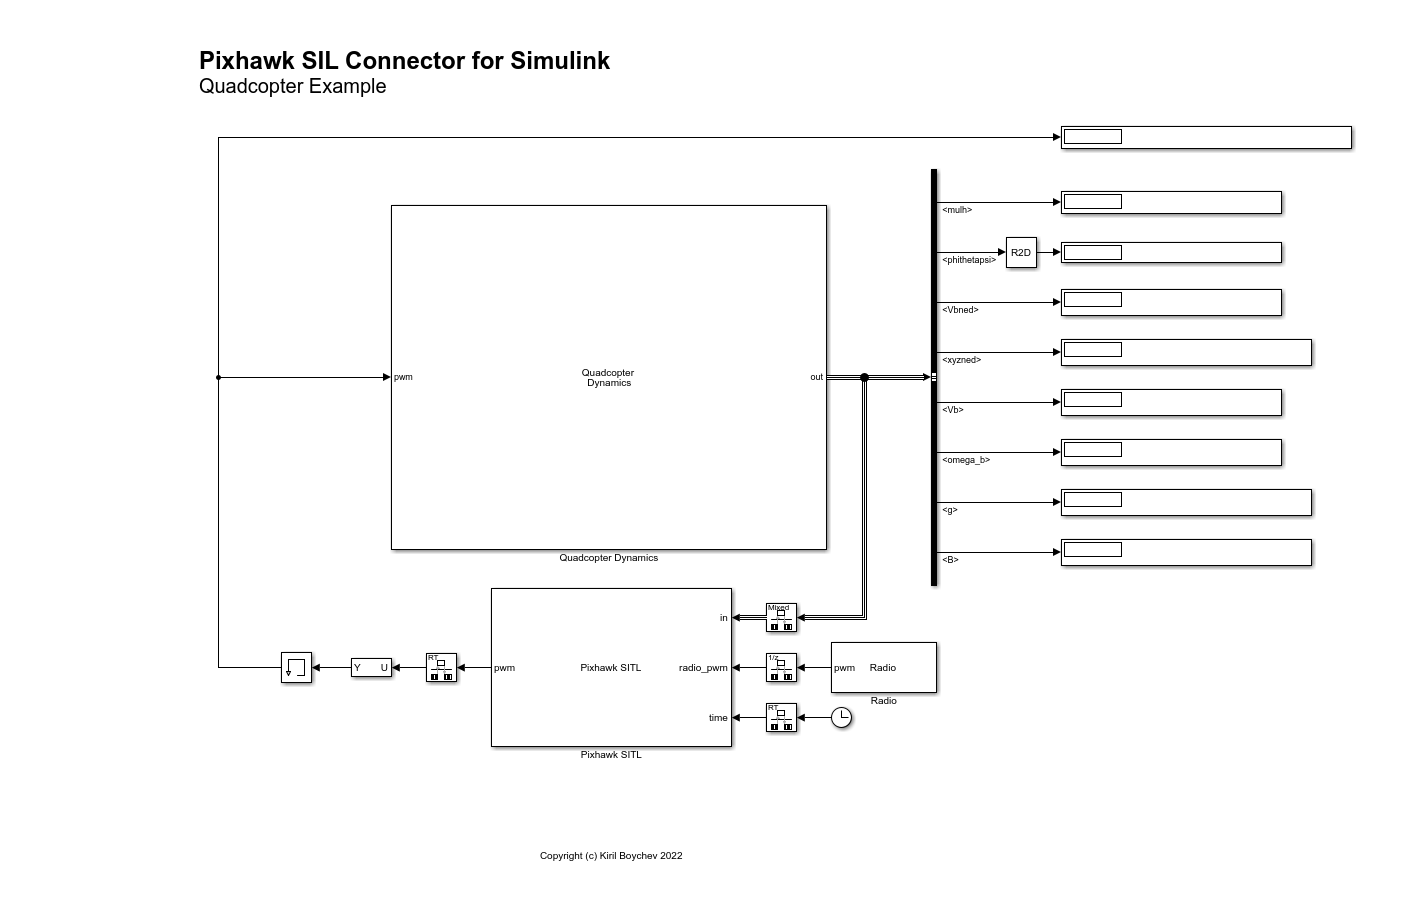 Pixhawk SIL Connector for Simulink
Quadcopter Example
<mulh>
<phithetapsi>
R2D
<Vbned>
<xyzned>
pwm
Quadcopter
Dynamics
out
<Vb>
<omega_b>
<g>
<B>
Quadcopter Dynamics
in
Mixed
Y U
RT
pwm
Pixhawk SITL
radio_pwm
1/z
pwm
Radio
Radio
time
RT
Pixhawk SITL
Copyright (c) Kiril Boychev 2022